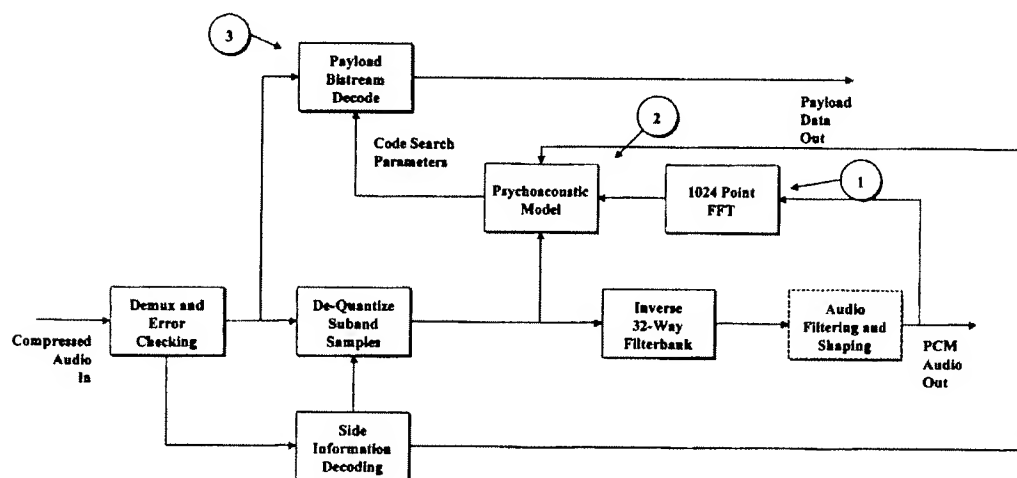 3
Payload
Bistream
Decode
Payload
Data
Out
2
Code Search
Parameters
Psychoacoustic
Model
1024 Point
FFT
1
Demux and
Error
Checking
De-Quantize
Suband
Samples
Inverse
32-Way
Filterbank
Audio
Filtering and
Shaping
Compressed
Audio
In
PCM
Audio
Out
Side
Information
Decoding